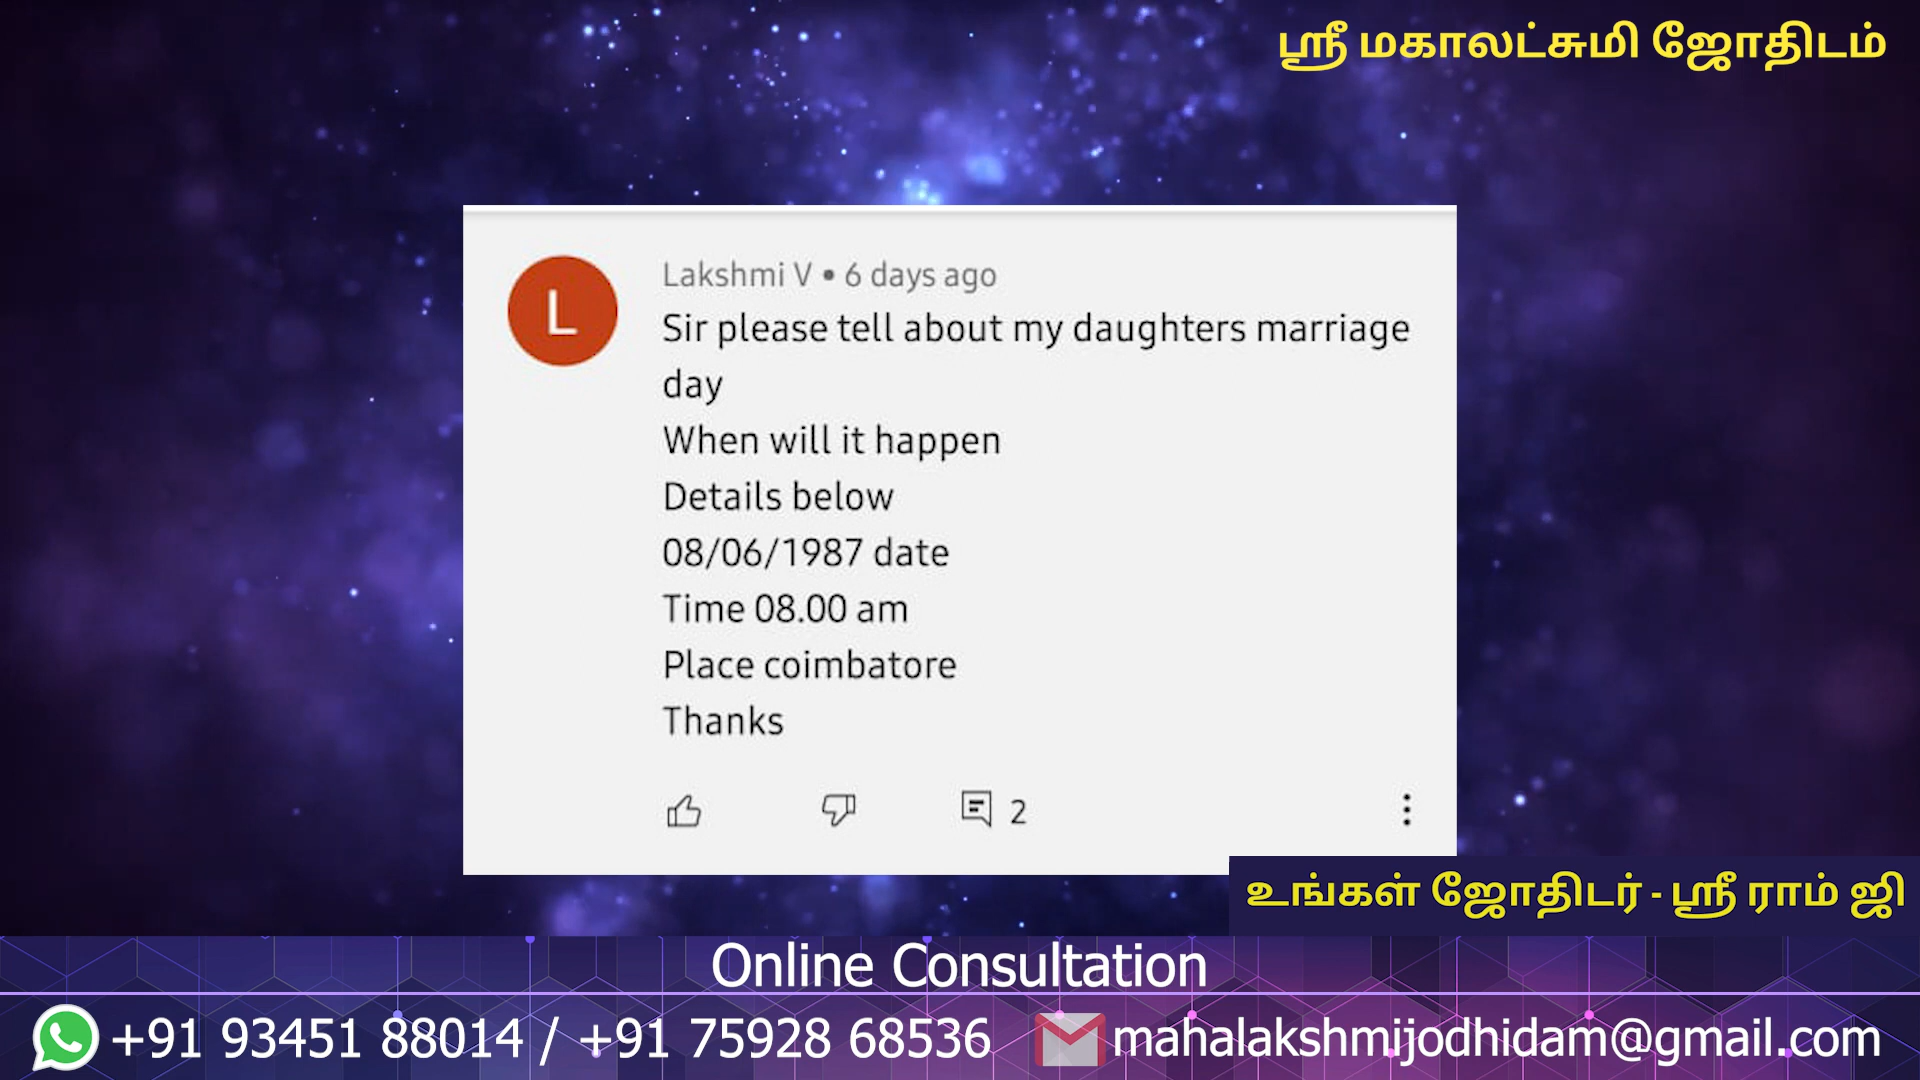 ஸ்ரீ மகாலட்சுமி ஜோதிடம்
L
Lakshmi V • 6 days ago
Sir please tell about my daughters marriage
day
When will it happen
Details below
08/06/1987 date
Time 08.00 am
Place coimbatore
Thanks
2
உங்கள் ஜோதிடர் - ஸ்ரீ ராம் ஜி
Online Consultation
+91 93451 88014 / +91 75928 68536 mahalakshmijodhidam@gmail.com